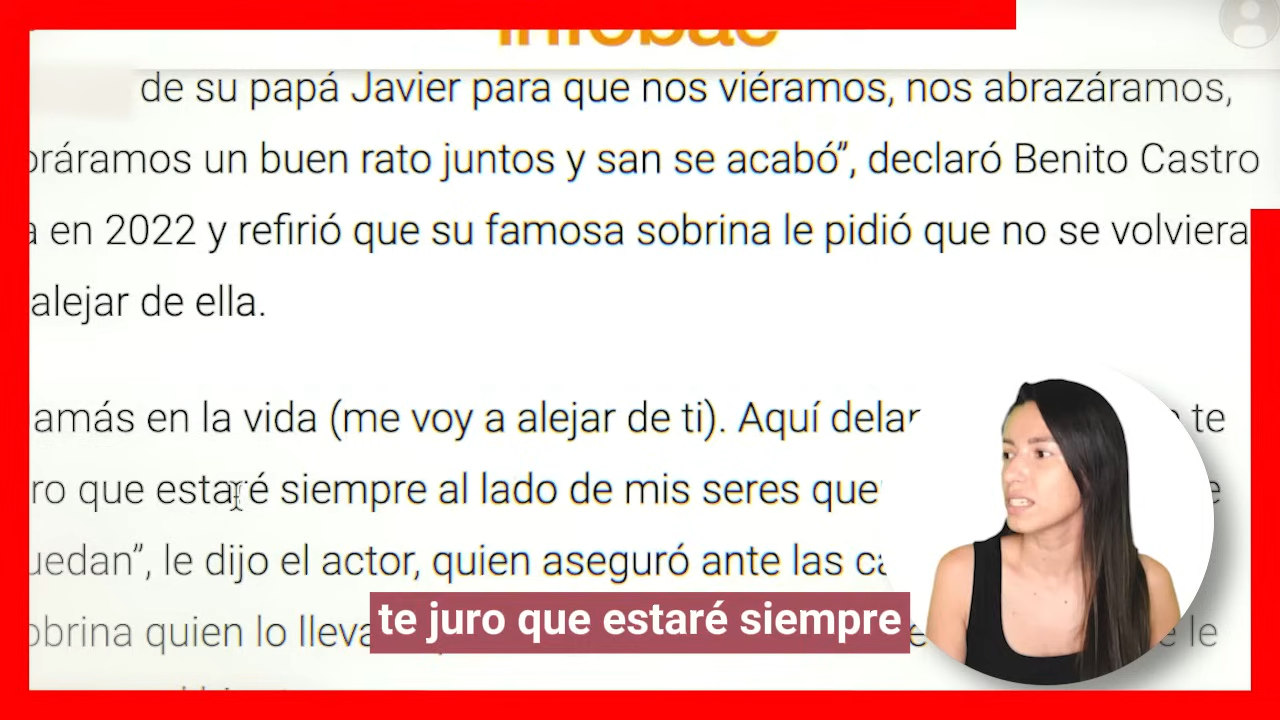 infobae
de su papá Javier para que nos viéramos, nos abrazáramos,
ráramos un buen rato juntos y san se acabó”, declaró Benito Castro
a en 2022 y refirió que su famosa sobrina le pidió que no se volviera
alejar de ella.
amás en la vida (me voy a alejar de ti). Aquí delan te
ro que estaré siempre al lado de mis seres que e
uedan”, le dijo el actor, quien aseguró ante las ca
te juro que estaré siempre
obrina quien lo lleva e le